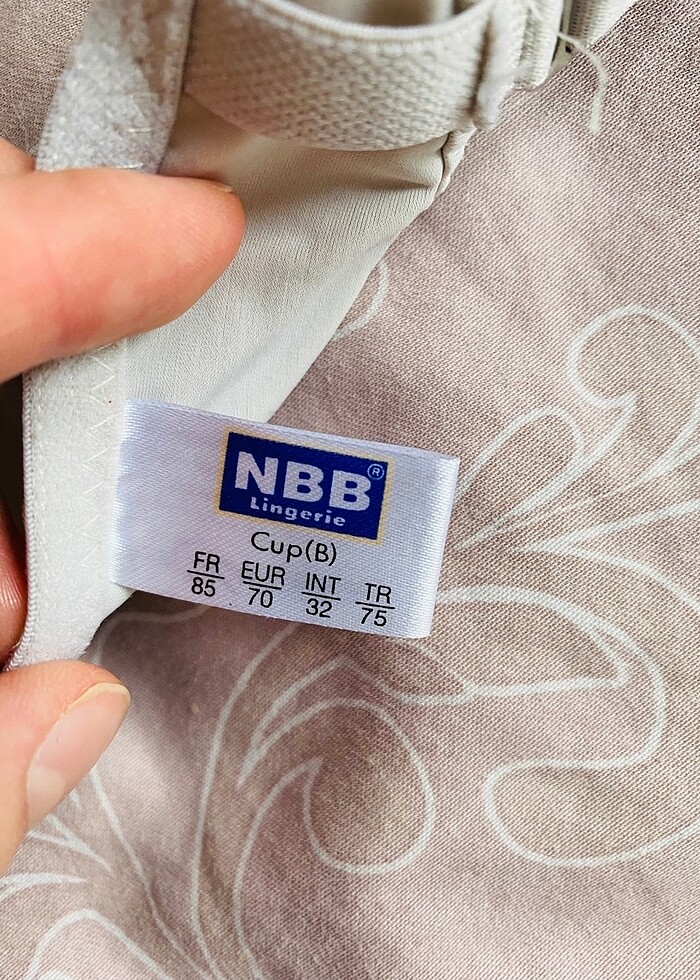 NBB®
Lingerie
Cup(B)
FR EUR INT TR
85 70 32 75